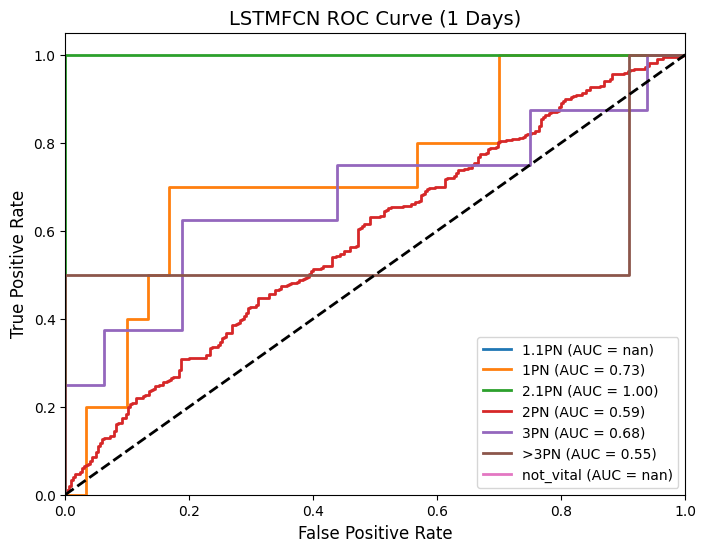 LSTMFCN ROC Curve (1 Days)
True Positive Rate
1.0
0.8
0.6
0.4
0.2
0.0
1.1PN (AUC = nan)
1PN (AUC = 0.73)
2.1PN (AUC = 1.00)
2PN (AUC = 0.59)
3PN (AUC = 0.68)
>3PN (AUC = 0.55)
not_vital (AUC = nan)
0.0 0.2 0.4 0.6 0.8 1.0
False Positive Rate